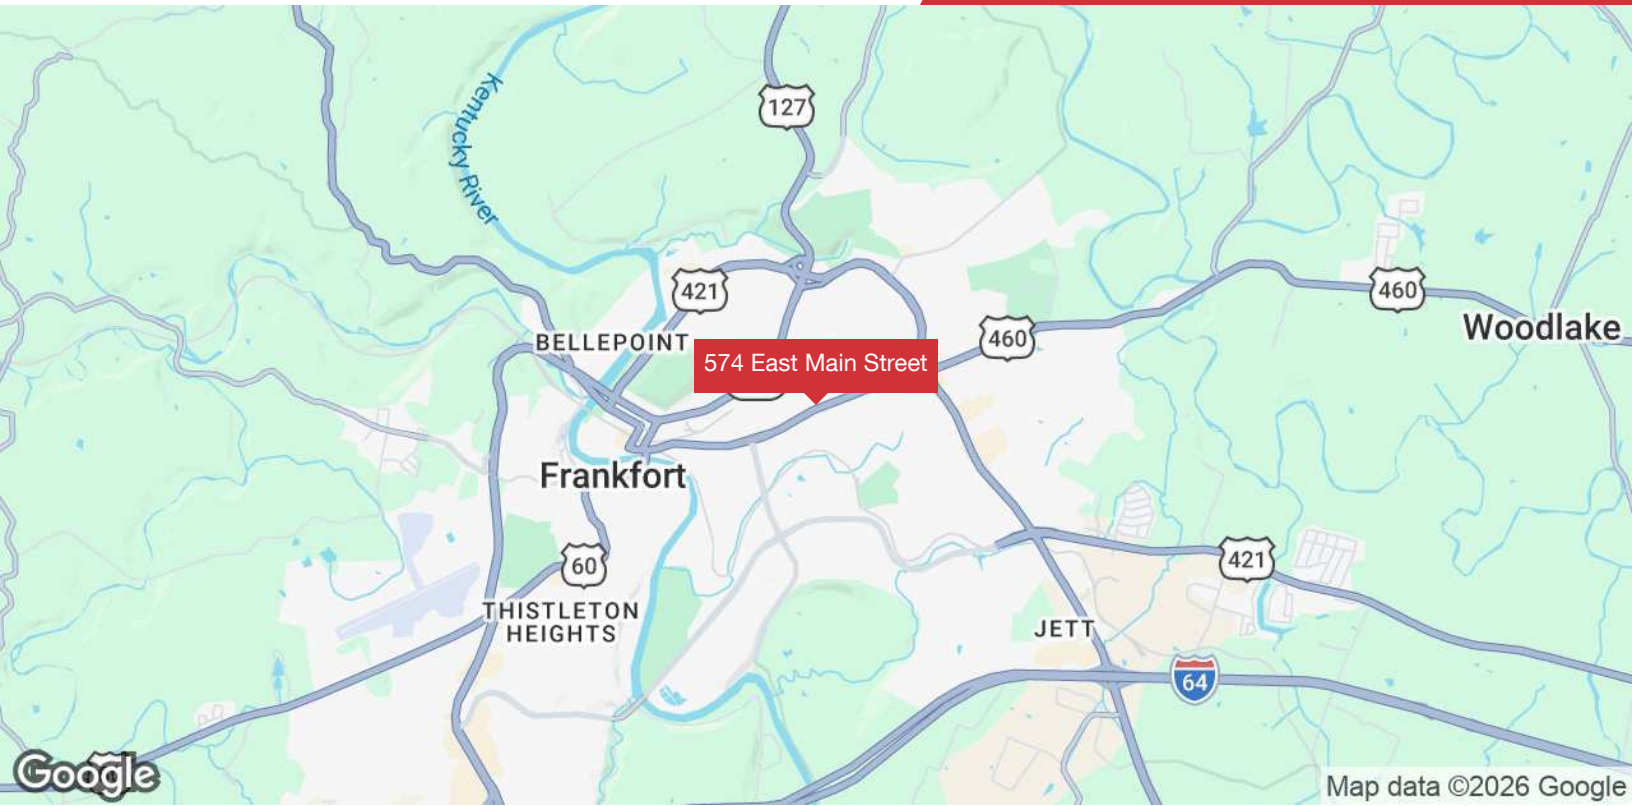 Kentucky River
127
421
460
460
Woodlake
BELLEPOINT
574 East Main Street
Frankfort
60
421
THISTLETON
HEIGHTS
JETT
64
Google
Map data ©2026 Google